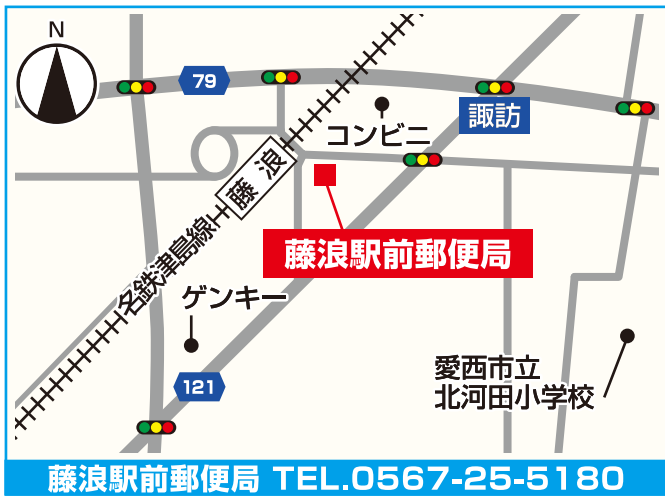 N
79
諏訪
コンビニ
藤浪
名鉄津島線
藤浪駅前郵便局
ゲンキー
121
愛西市立
北河田小学校
藤浪駅前郵便局 TEL.0567-25-5180